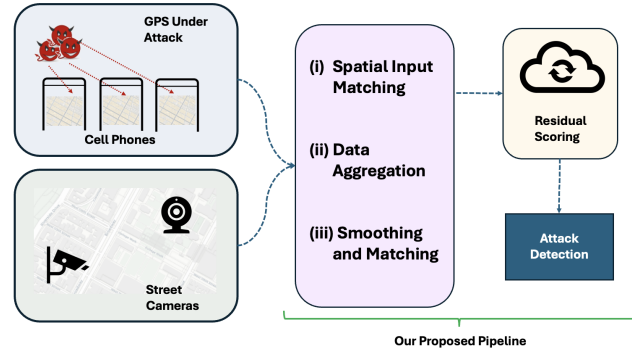 GPS Under
Attack
Cell Phones
Street
Cameras
(i) Spatial Input
Matching
(ii) Data
Aggregation
(iii) Smoothing
and Matching
Residual
Scoring
Attack
Detection
Our Proposed Pipeline